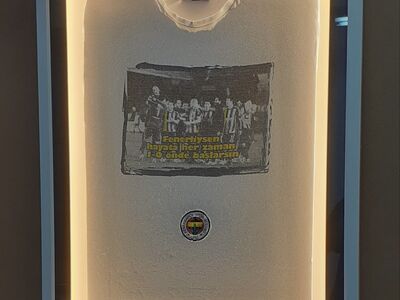 Fenerliysen
hayata her zaman
1-0 önde başlarsın